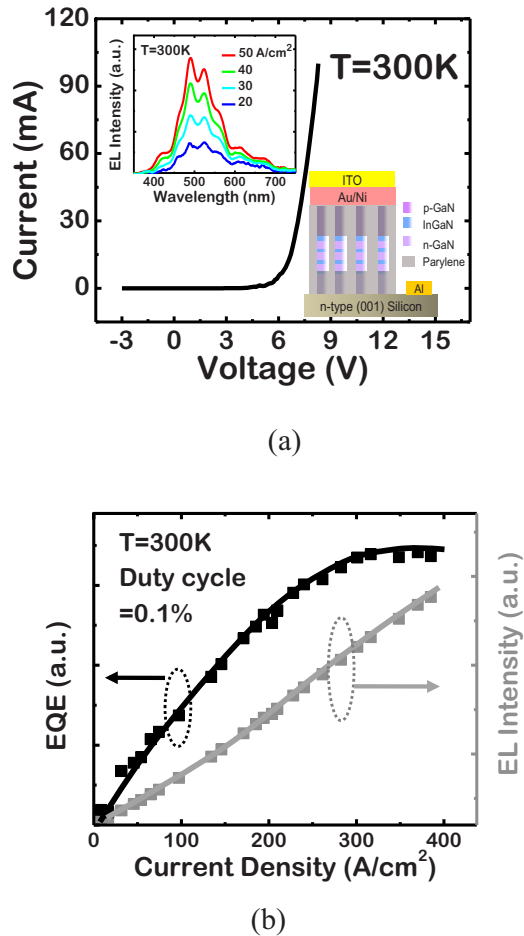 120
90
60
30
0
Current (mA)
T=300K
50 A/cm²
40
30
20
EL Intensity (a.u.)
400 500 600 700
Wavelength (nm)
T=300K
ITO
Au/Ni
p-GaN
InGaN
n-GaN
Parylene
Al
n-type (001) Silicon
-3 0 3 6 9 12 15
Voltage (V)
(a)
T=300K
Duty cycle
=0.1%
EQE (a.u.)
EL Intensity (a.u.)
0 100 200 300 400
Current Density (A/cm²)
(b)